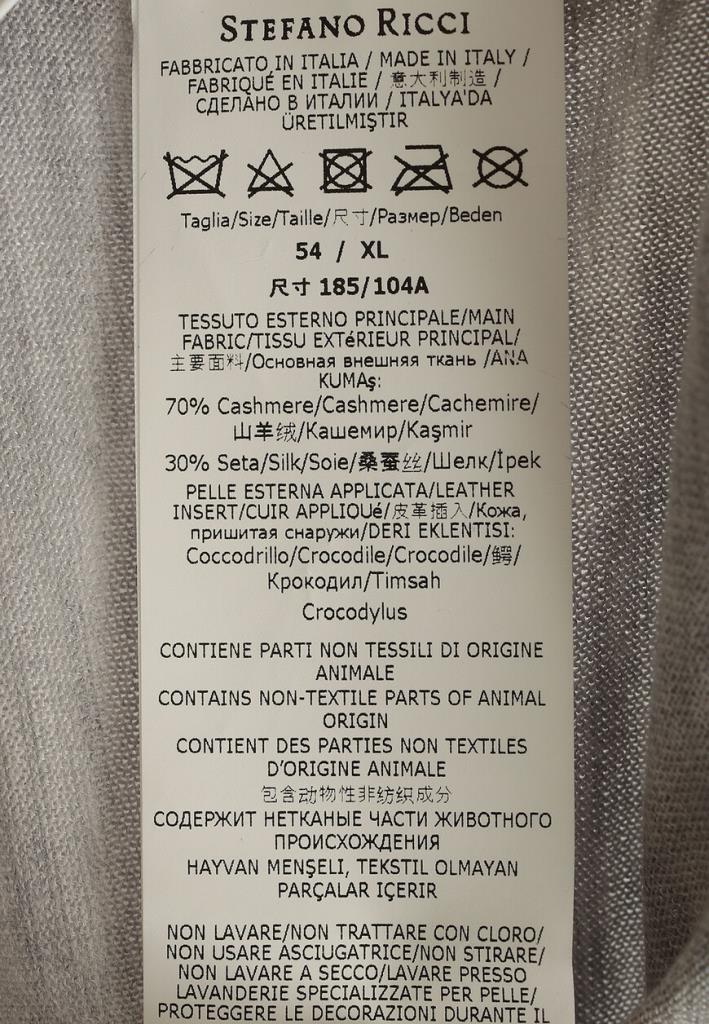 STEFANO RICCI
FABBRICATO IN ITALIA / MADE IN ITALY /
FABRIQUÉ EN ITALIE / 意大利制造 /
СДЕЛАНО В ИТАЛИИ / ITALYA'DA
ÜRETILMIŞTIR
Taglia/Size/Taille/尺寸/Размер/Beden
54 / XL
尺寸 185/104A
TESSUTO ESTERNO PRINCIPALE/MAIN
FABRIC/TISSU EXTéRIEUR PRINCIPAL/
主要面料/Основная внешняя ткань /ANA
KUMAş:
70% Cashmere/Cashmere/Cachemire/
山羊绒/Кашемир/Kaşmir
30% Seta/Silk/Soie/桑蚕丝/Шелк/İpek
PELLE ESTERNA APPLICATA/LEATHER
INSERT/CUIR APPLIQUé/皮革插入/Кожа,
пришитая снаружи/DERI EKLENTISI:
Coccodrillo/Crocodile/Crocodile/鳄/
Крокодил/Timsah
Crocodylus
CONTIENE PARTI NON TESSILI DI ORIGINE
ANIMALE
CONTAINS NON-TEXTILE PARTS OF ANIMAL
ORIGIN
CONTIENT DES PARTIES NON TEXTILES
D'ORIGINE ANIMALE
包含动物性非纺织成分
СОДЕРЖИТ НЕТКАНЫЕ ЧАСТИ ЖИВОТНОГО
ПРОИСХОЖДЕНИЯ
HAYVAN MENŞELI, TEKSTIL OLMAYAN
PARÇALAR IÇERIR
NON LAVARE/NON TRATTARE CON CLORO/
NON USARE ASCIUGATRICE/NON STIRARE/
NON LAVARE A SECCO/LAVARE PRESSO
LAVANDERIE SPECIALIZZATE PER PELLE/
PROTEGGERE LE DECORAZIONI DURANTE IL